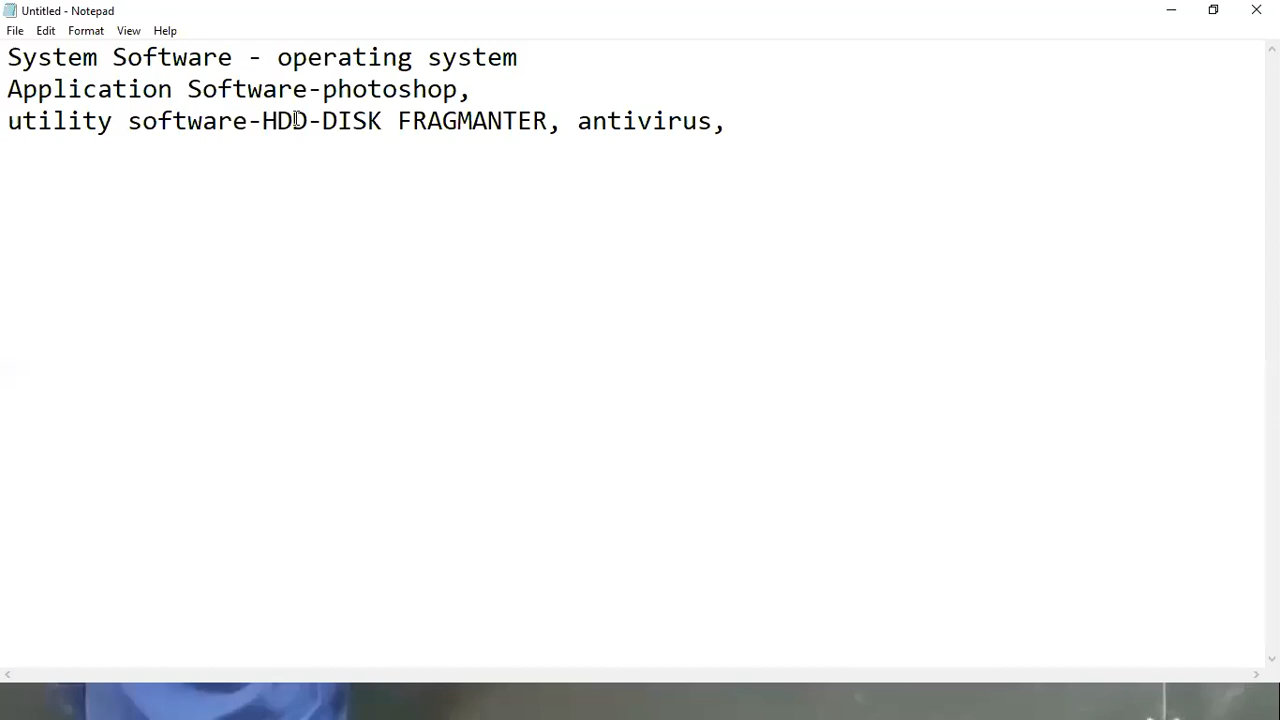 Untitled - Notepad
File Edit Format View Help
System Software - operating system
Application Software-photoshop,
utility software-HDD-DISK FRAGMANTER, antivirus,